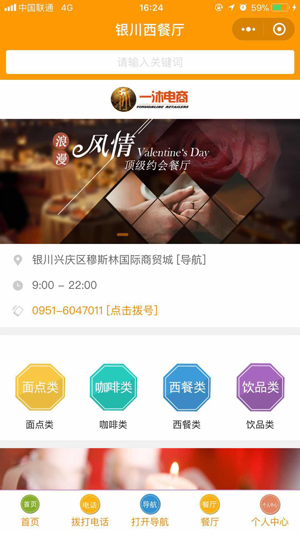 中国联通 4G
16:24
59%
银川西餐厅
请输入关键词
一沐电商
浪漫
风情
Valentine's Day
顶级约会餐厅
银川兴庆区穆斯林国际商贸城 [导航]
9:00 - 22:00
0951-6047011 [点击拨号]
面点类 咖啡类 西餐类 饮品类
面点类 咖啡类 西餐类 饮品类
首页 电话 导航 餐厅 个人中心
首页 拨打电话 打开导航 餐厅 个人中心